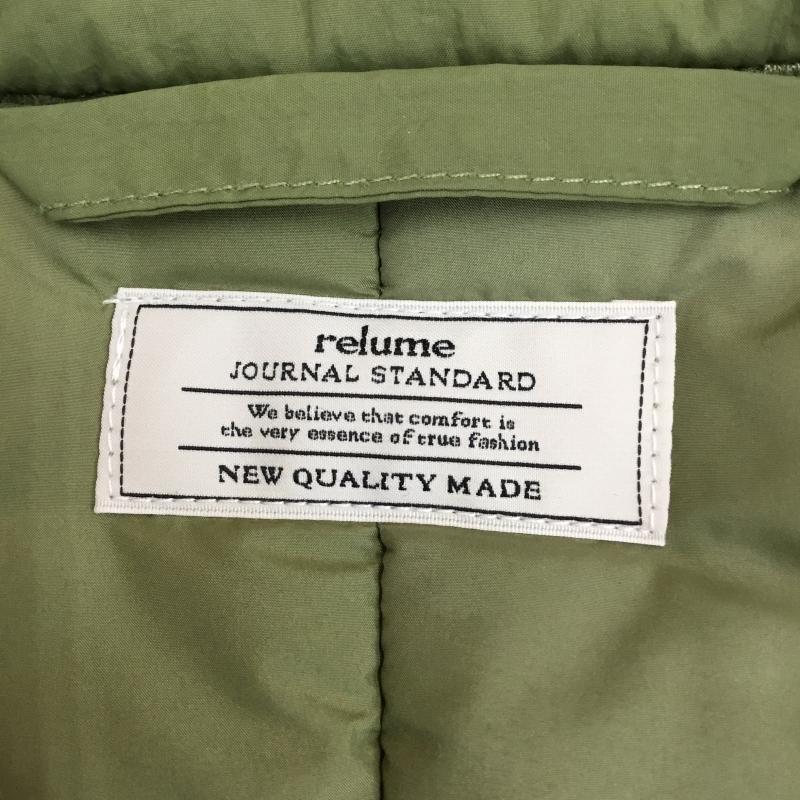 relume
JOURNAL STANDARD
We believe that comfort is
the very essence of true fashion
NEW QUALITY MADE